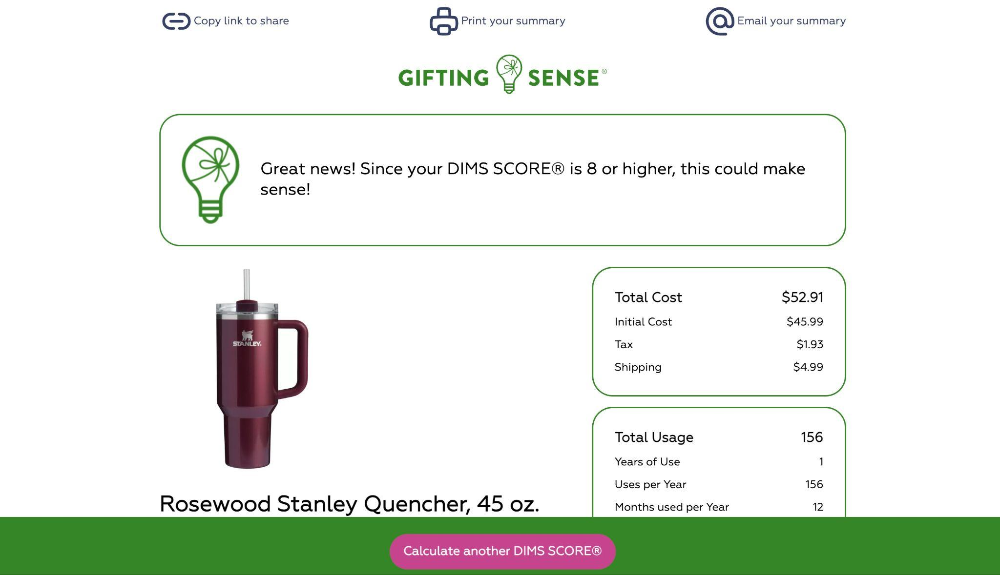 Copy link to share
Print your summary
Email your summary
GIFTING SENSE®
Great news! Since your DIMS SCORE® is 8 or higher, this could make
sense!
STANLEY.
Rosewood Stanley Quencher, 45 oz.
Total Cost $52.91
Initial Cost $45.99
Tax $1.93
Shipping $4.99
Total Usage 156
Years of Use 1
Uses per Year 156
Months used per Year 12
Calculate another DIMS SCORE®